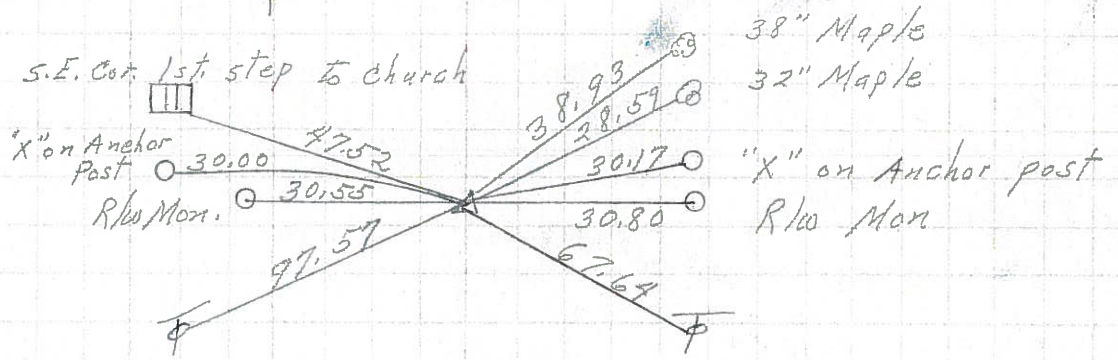 38" Maple
S.E. Cor. 1st. step to church
32" Maple
38.93
28.59
47.52
"X" on Anchor
Post
30.00
30.17
"X" on Anchor post
R/w Mon.
30.55
30.80
R/w Mon
97.57
67.64